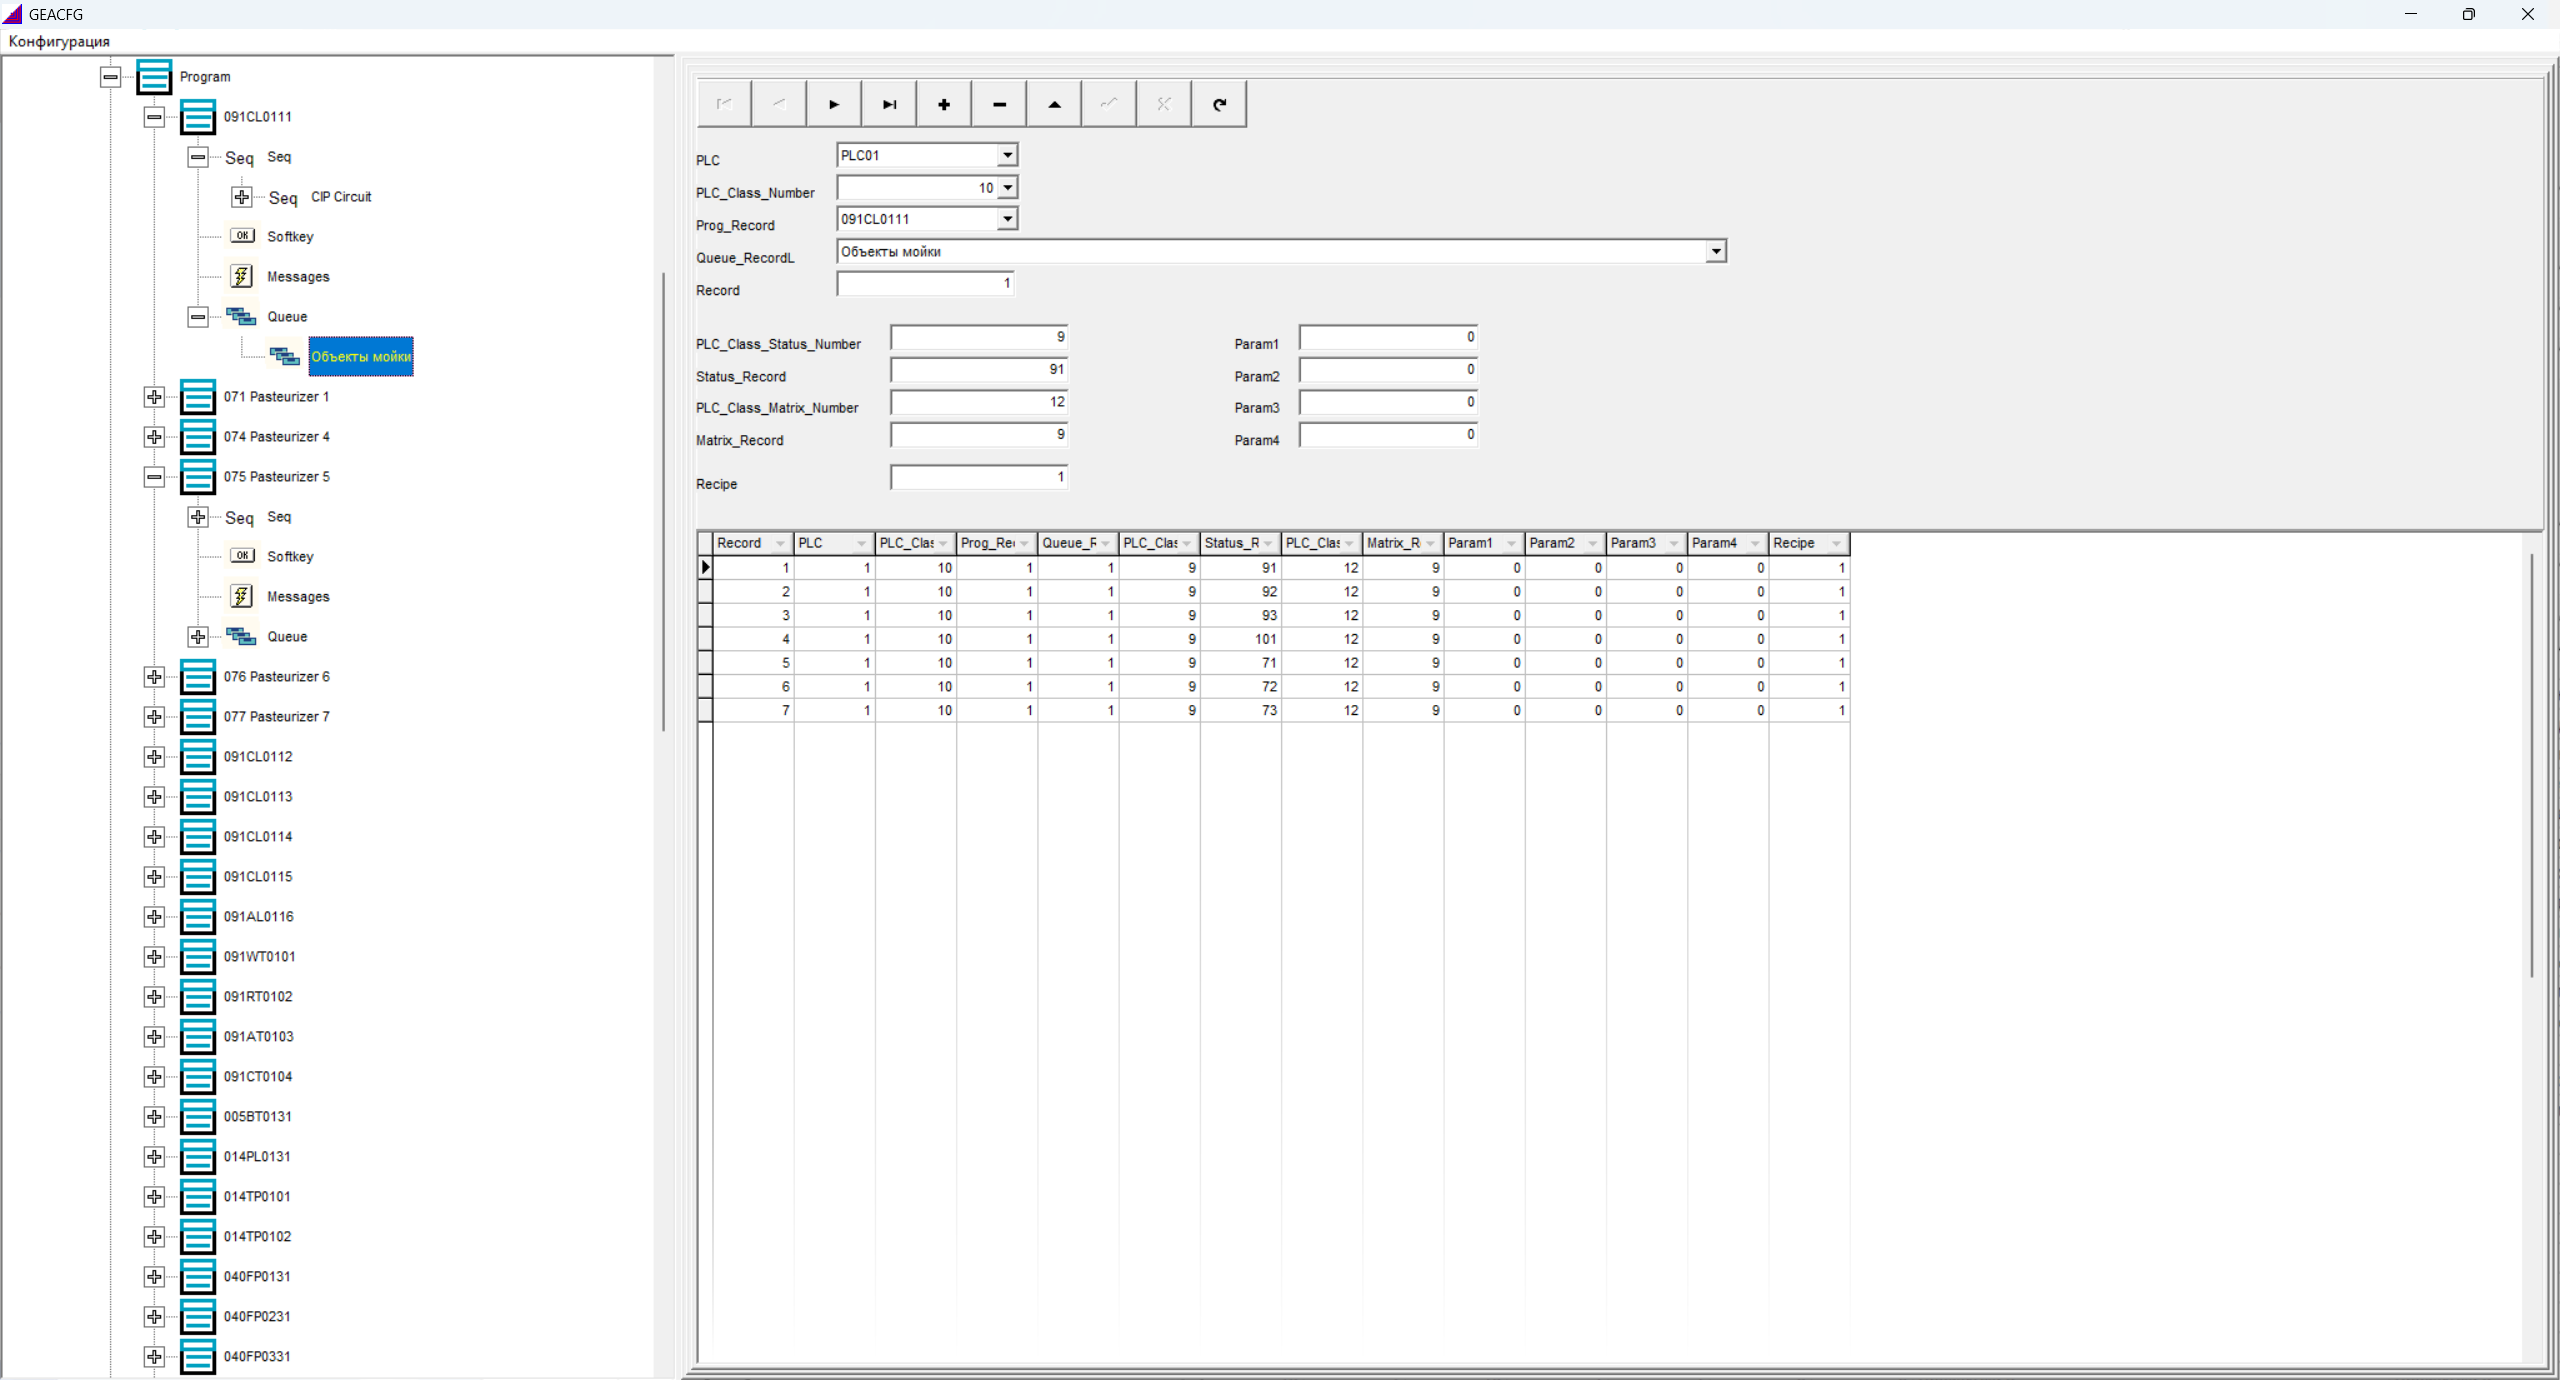 GEACFG
Конфигурация
Program
091CL0111
Seq Seq
Seq CIP Circuit
OK Softkey
Messages
Queue
Объекты мойки
071 Pasteurizer 1
074 Pasteurizer 4
075 Pasteurizer 5
Seq Seq
OK Softkey
Messages
Queue
076 Pasteurizer 6
077 Pasteurizer 7
091CL0112
091CL0113
091CL0114
091CL0115
091AL0116
091WT0101
091RT0102
091AT0103
091CT0104
005BT0131
014PL0131
014TP0101
014TP0102
040FP0131
040FP0231
040FP0331
PLC PLC01
PLC_Class_Number 10
Prog_Record 091CL0111
Queue_RecordL Объекты мойки
Record 1
PLC_Class_Status_Number 9 Param1 0
Status_Record 91 Param2 0
PLC_Class_Matrix_Number 12 Param3 0
Matrix_Record 9 Param4 0
Recipe 1
Record PLC PLC_Clas Prog_Re Queue_R PLC_Clas Status_R PLC_Clas Matrix_R Param1 Param2 Param3 Param4 Recipe
1 1 10 1 1 9 91 12 9 0 0 0 0 1
2 1 10 1 1 9 92 12 9 0 0 0 0 1
3 1 10 1 1 9 93 12 9 0 0 0 0 1
4 1 10 1 1 9 101 12 9 0 0 0 0 1
5 1 10 1 1 9 71 12 9 0 0 0 0 1
6 1 10 1 1 9 72 12 9 0 0 0 0 1
7 1 10 1 1 9 73 12 9 0 0 0 0 1